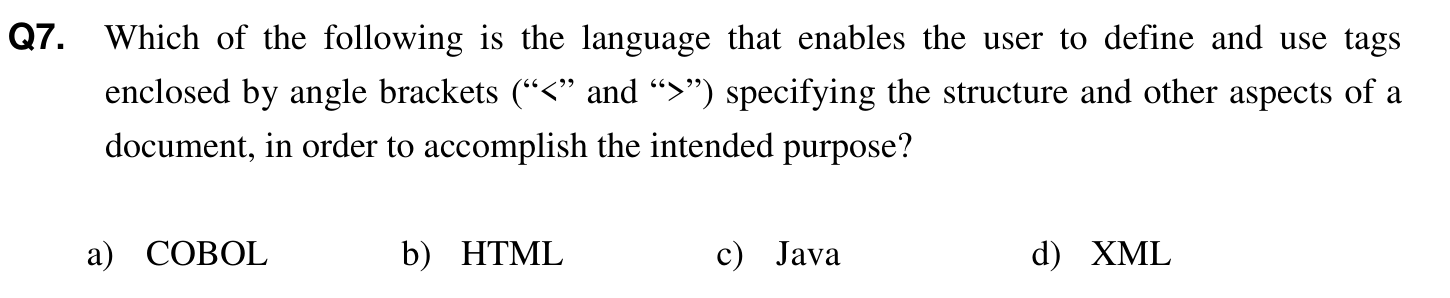 Q7. Which of the following is the language that enables the user to define and use tags
enclosed by angle brackets (“<” and “>”) specifying the structure and other aspects of a
document, in order to accomplish the intended purpose?
a) COBOL b) HTML c) Java d) XML